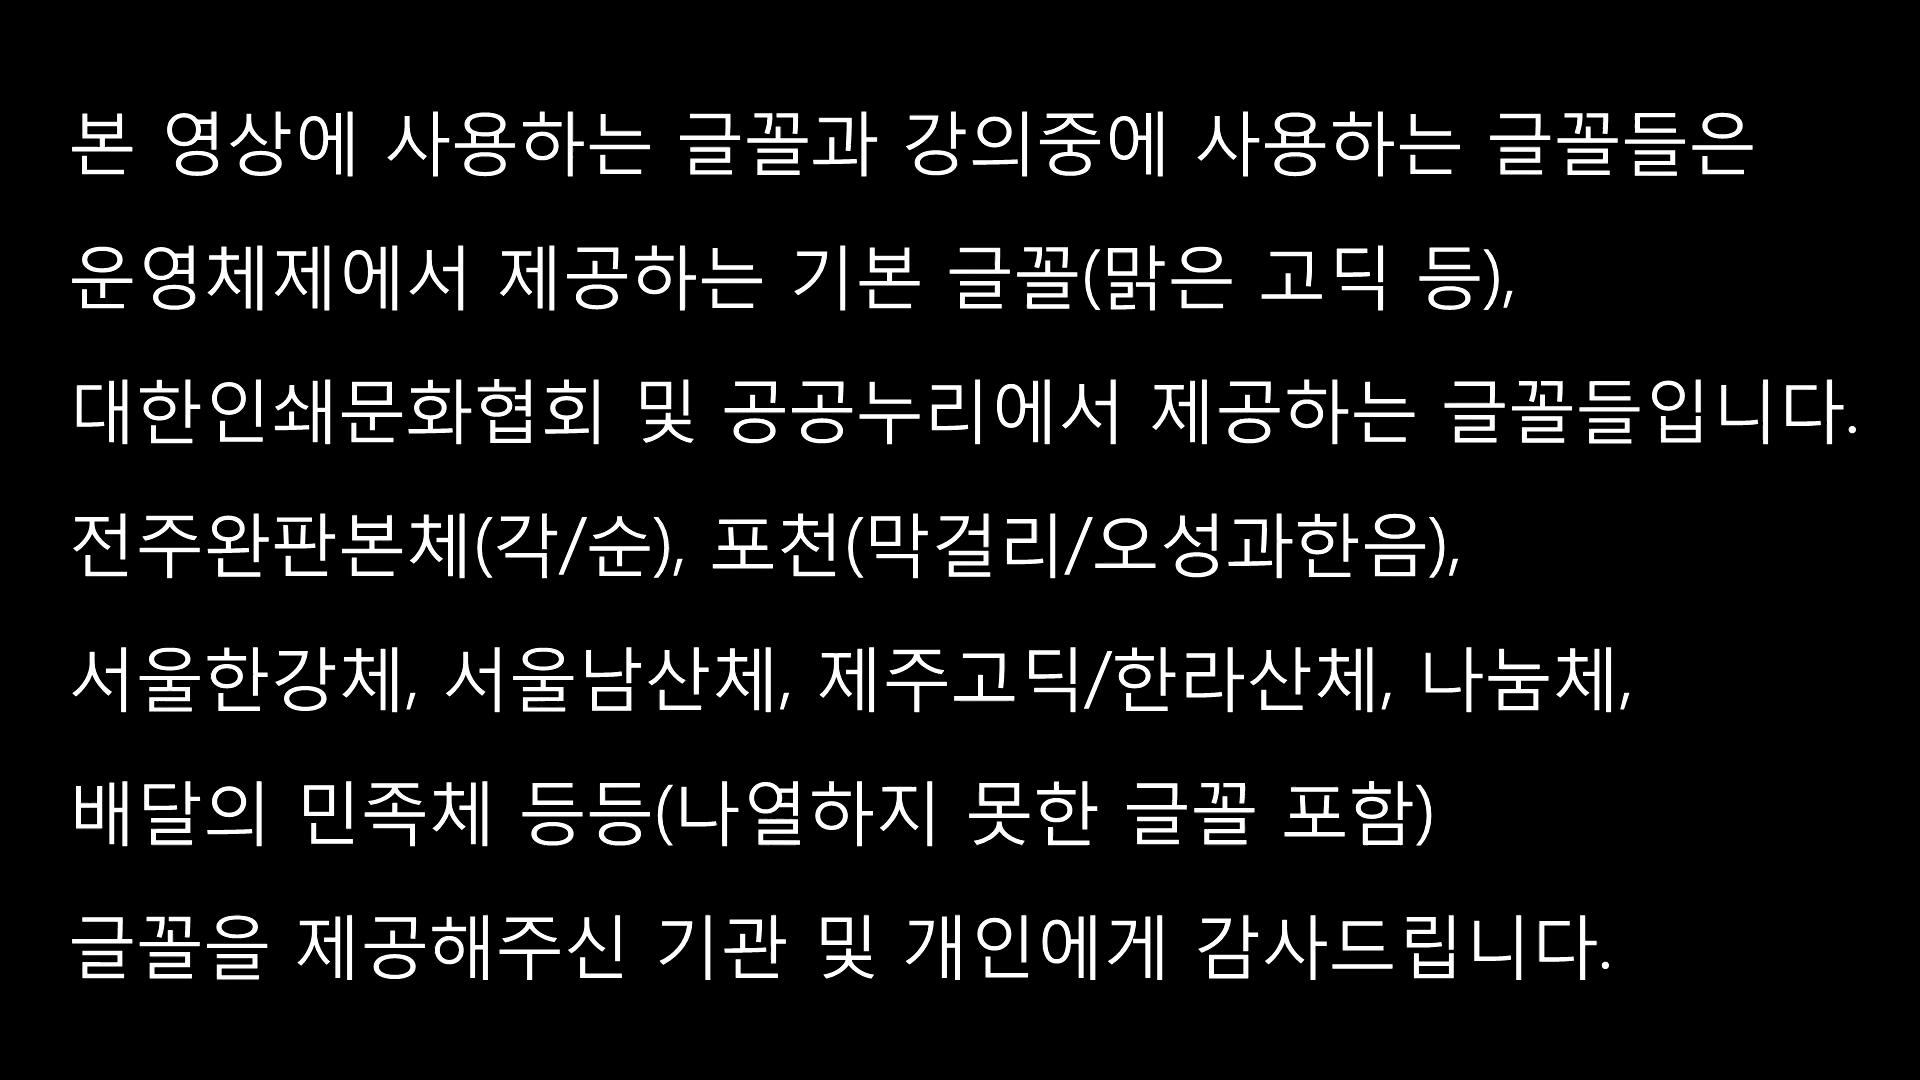 본 영상에 사용하는 글꼴과 강의중에 사용하는 글꼴들은
운영체제에서 제공하는 기본 글꼴(맑은 고딕 등),
대한인쇄문화협회 및 공공누리에서 제공하는 글꼴들입니다.
전주완판본체(각/순), 포천(막걸리/오성과한음),
서울한강체, 서울남산체, 제주고딕/한라산체, 나눔체,
배달의 민족체 등등(나열하지 못한 글꼴 포함)
글꼴을 제공해주신 기관 및 개인에게 감사드립니다.